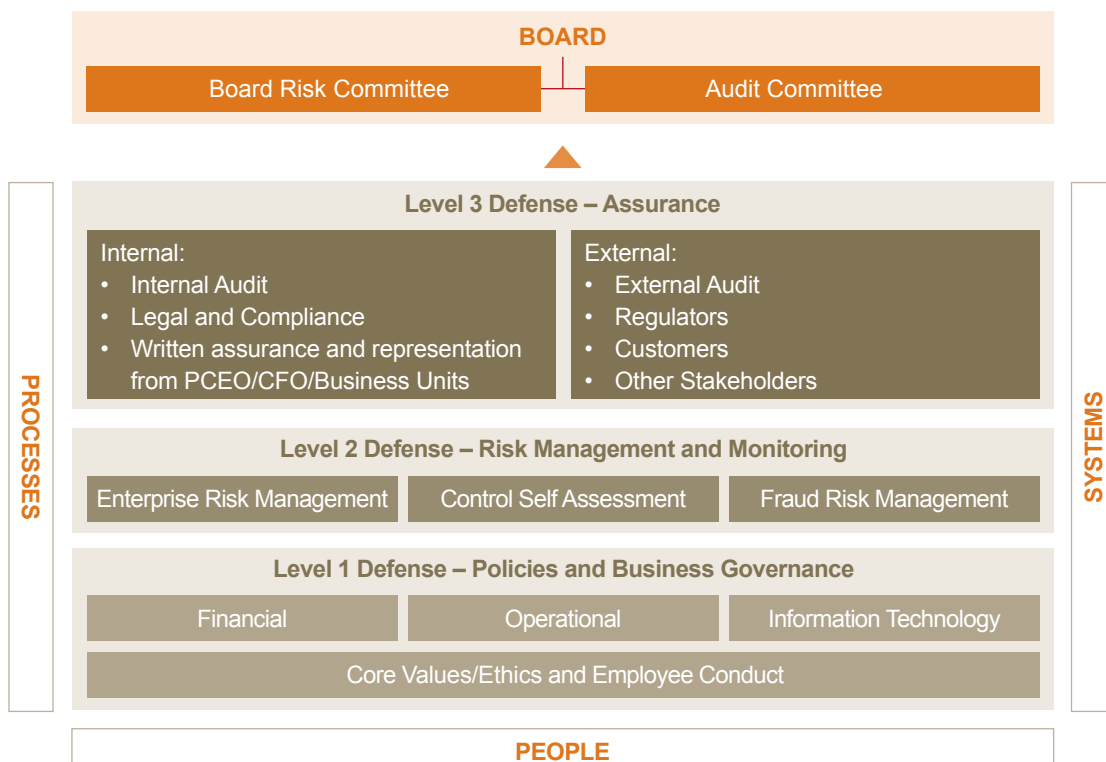 BOARD
Board Risk Committee
Audit Committee
Level 3 Defense – Assurance
Internal:
• Internal Audit
• Legal and Compliance
• Written assurance and representation
from PCEO/CFO/Business Units
External:
• External Audit
• Regulators
• Customers
• Other Stakeholders
PROCESSES
SYSTEMS
Level 2 Defense – Risk Management and Monitoring
Enterprise Risk Management
Control Self Assessment
Fraud Risk Management
Level 1 Defense – Policies and Business Governance
Financial
Operational
Information Technology
Core Values/Ethics and Employee Conduct
PEOPLE